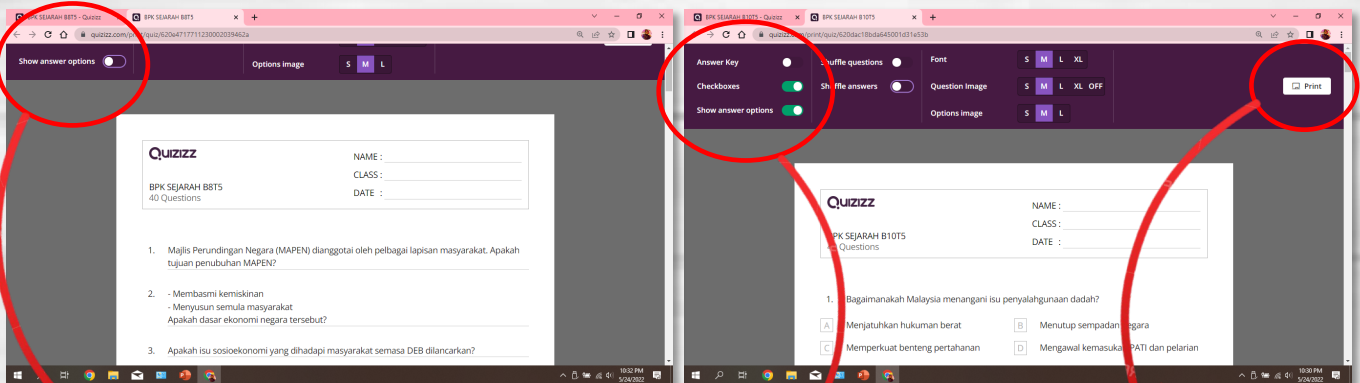 BPK SEJARAH B8T5 - Quizizz
BPK SEJARAH B8T5
quizizz.com/print/quiz/620e4717711230002039462a
Show answer options
Options image
S M L
Quizizz
NAME :
CLASS :
DATE :
BPK SEJARAH B8T5
40 Questions
1. Majlis Perundingan Negara (MAPEN) dianggotai oleh pelbagai lapisan masyarakat. Apakah
tujuan penubuhan MAPEN?
2. - Membasmi kemiskinan
- Menyusun semula masyarakat
Apakah dasar ekonomi negara tersebut?
3. Apakah isu sosioekonomi yang dihadapi masyarakat semasa DEB dilancarkan?
10:32 PM
5/24/2022
BPK SEJARAH B10T5 - Quizizz
BPK SEJARAH B10T5
quizizz.com/print/quiz/620dac18bda645001d31e53b
Answer Key
Shuffle questions
Font
S M L XL
Checkboxes
Shuffle answers
Question Image
S M L XL OFF
Print
Show answer options
Options image
S M L
Quizizz
NAME :
CLASS :
DATE :
BPK SEJARAH B10T5
Questions
1. Bagaimanakah Malaysia menangani isu penyalahgunaan dadah?
A Menjatuhkan hukuman berat
B Menutup sempadan negara
C Memperkuat benteng pertahanan
D Mengawal kemasukan PATI dan pelarian
10:30 PM
5/24/2022